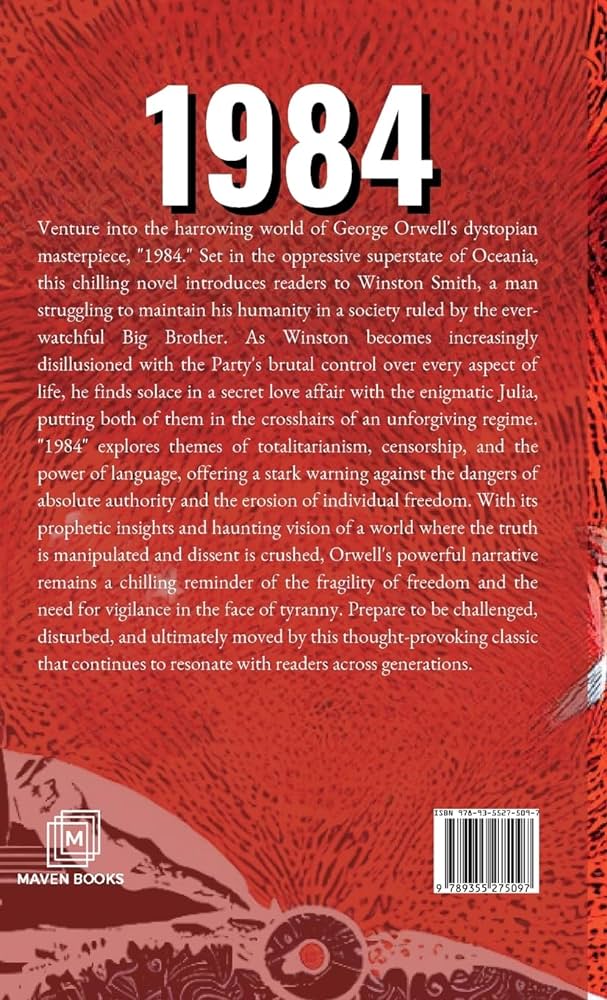 1984
Venture into the harrowing world of George Orwell's dystopian
masterpiece, "1984." Set in the oppressive superstate of Oceania,
this chilling novel introduces readers to Winston Smith, a man
struggling to maintain his humanity in a society ruled by the ever-
watchful Big Brother. As Winston becomes increasingly
disillusioned with the Party's brutal control over every aspect of
life, he finds solace in a secret love affair with the enigmatic Julia,
putting both of them in the crosshairs of an unforgiving regime.
"1984" explores themes of totalitarianism, censorship, and the
power of language, offering a stark warning against the dangers of
absolute authority and the erosion of individual freedom. With its
prophetic insights and haunting vision of a world where the truth
is manipulated and dissent is crushed, Orwell's powerful narrative
remains a chilling reminder of the fragility of freedom and the
need for vigilance in the face of tyranny. Prepare to be challenged,
disturbed, and ultimately moved by this thought-provoking classic
that continues to resonate with readers across generations.
M
MAVEN BOOKS
ISBN 978-93-5527-509-7
9 789355 275097